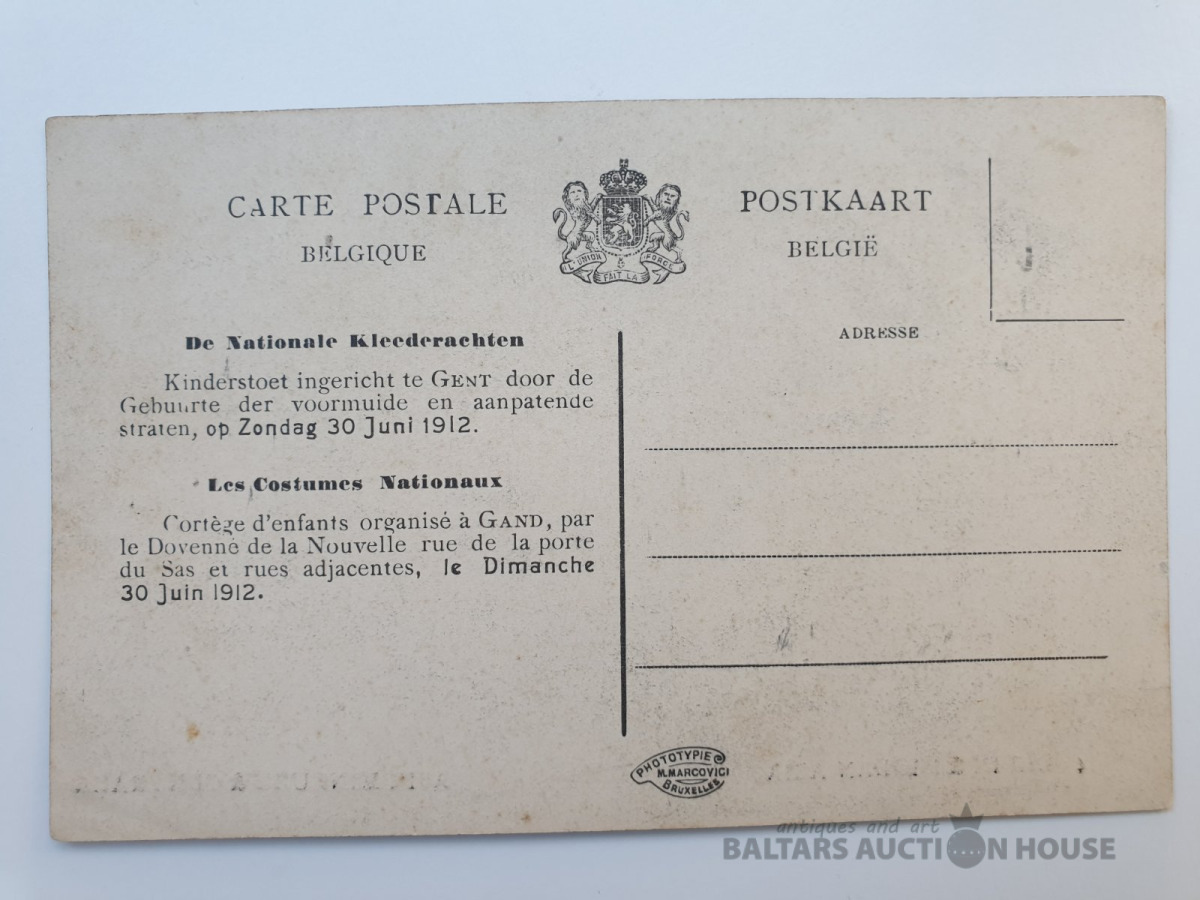 CARTE POSTALE
BELGIQUE
L'UNION FAIT LA FORCE
POSTKAART
BELGIË
De Nationale Kleederachten
Kinderstoet ingericht te GENT door de
Gebuurte der voormuide en aanpatende
straten, op Zondag 30 Juni 1912.
Les Costumes Nationaux
Cortège d'enfants organisé à GAND, par
le Dovenné de la Nouvelle rue de la porte
du Sas et rues adjacentes, le Dimanche
30 Juin 1912.
ADRESSE
PHOTOTYPIE
M. MARCOVICI
BRUXELLES
antiques and art
BALTARS AUCTION HOUSE